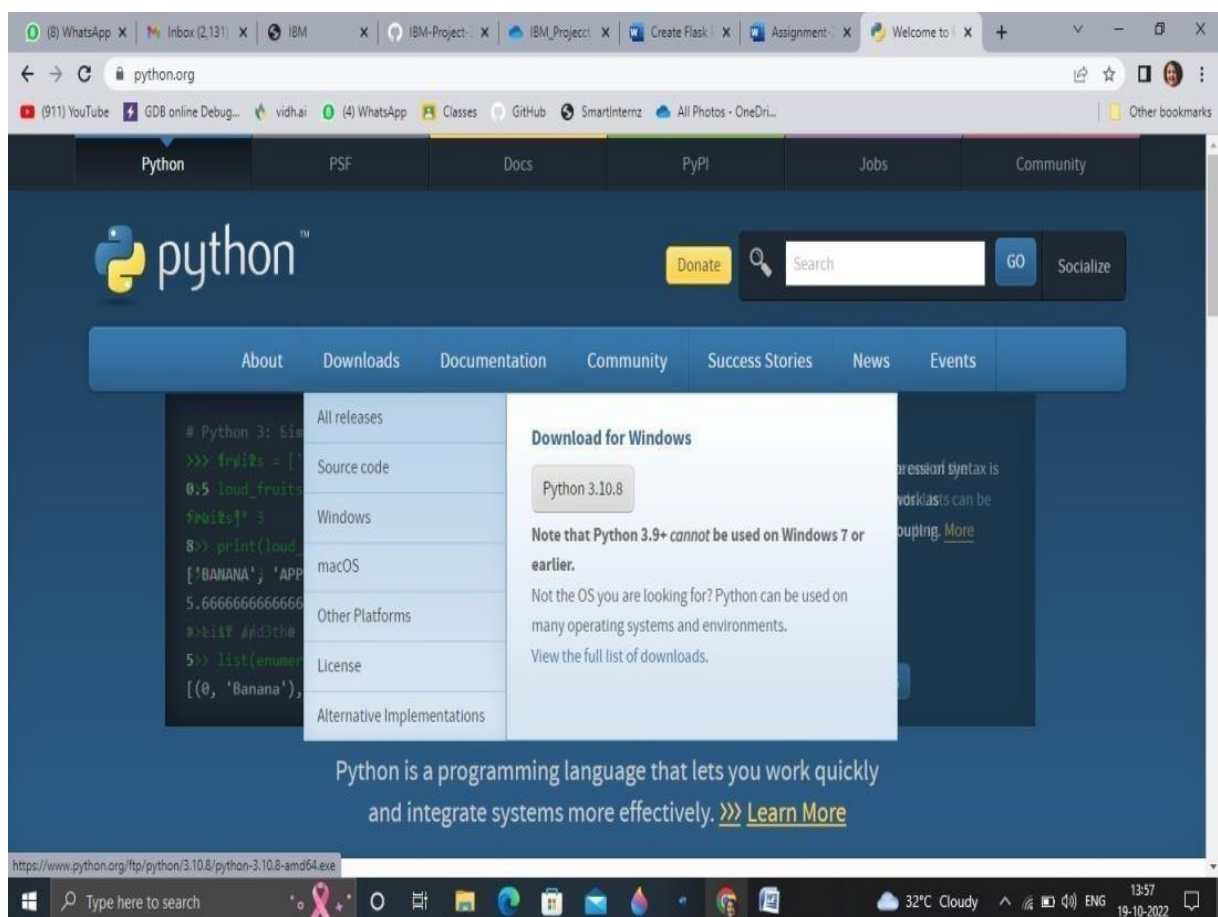 (8) WhatsApp
Inbox (2,131)
IBM
IBM-Project-
IBM_Projecct
Create Flask
Assignment-
Welcome to
python.org
(911) YouTube
GDB online Debug...
vidh.ai
(4) WhatsApp
Classes
GitHub
SmartInternz
All Photos - OneDri...
Other bookmarks
Python PSF Docs PyPI Jobs Community
python™
Donate
Search
GO
Socialize
About Downloads Documentation Community Success Stories News Events
All releases
Source code
Windows
macOS
Other Platforms
License
Alternative Implementations
Download for Windows
Python 3.10.8
Note that Python 3.9+ cannot be used on Windows 7 or
earlier.
Not the OS you are looking for? Python can be used on
many operating systems and environments.
View the full list of downloads.
# Python 3:
>>> print(loud_
['BANANA', 'APP
5.6666666666666
>> list(enumer
[(0, 'Banana'),
More
Python is a programming language that lets you work quickly
and integrate systems more effectively. >>> Learn More
https://www.python.org/ftp/python/3.10.8/python-3.10.8-amd64.exe
Type here to search
32°C Cloudy
ENG
13:57
19-10-2022